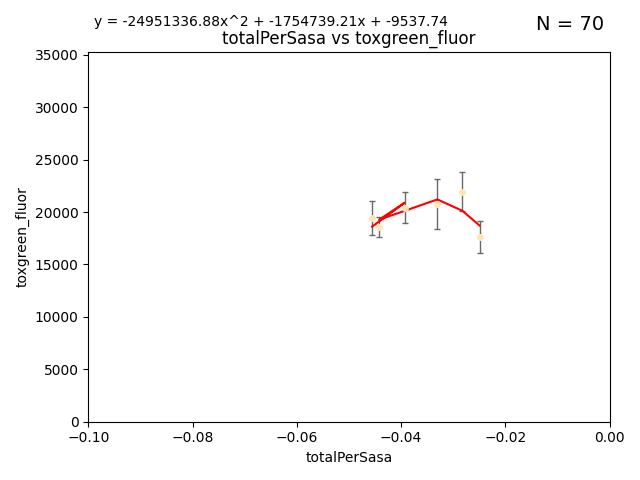 y = -24951336.88x^2 + -1754739.21x + -9537.74
N = 70
totalPerSasa vs toxgreen_fluor
35000
30000
25000
20000
15000
10000
5000
0
toxgreen_fluor
−0.10 −0.08 −0.06 −0.04 −0.02 0.00
totalPerSasa